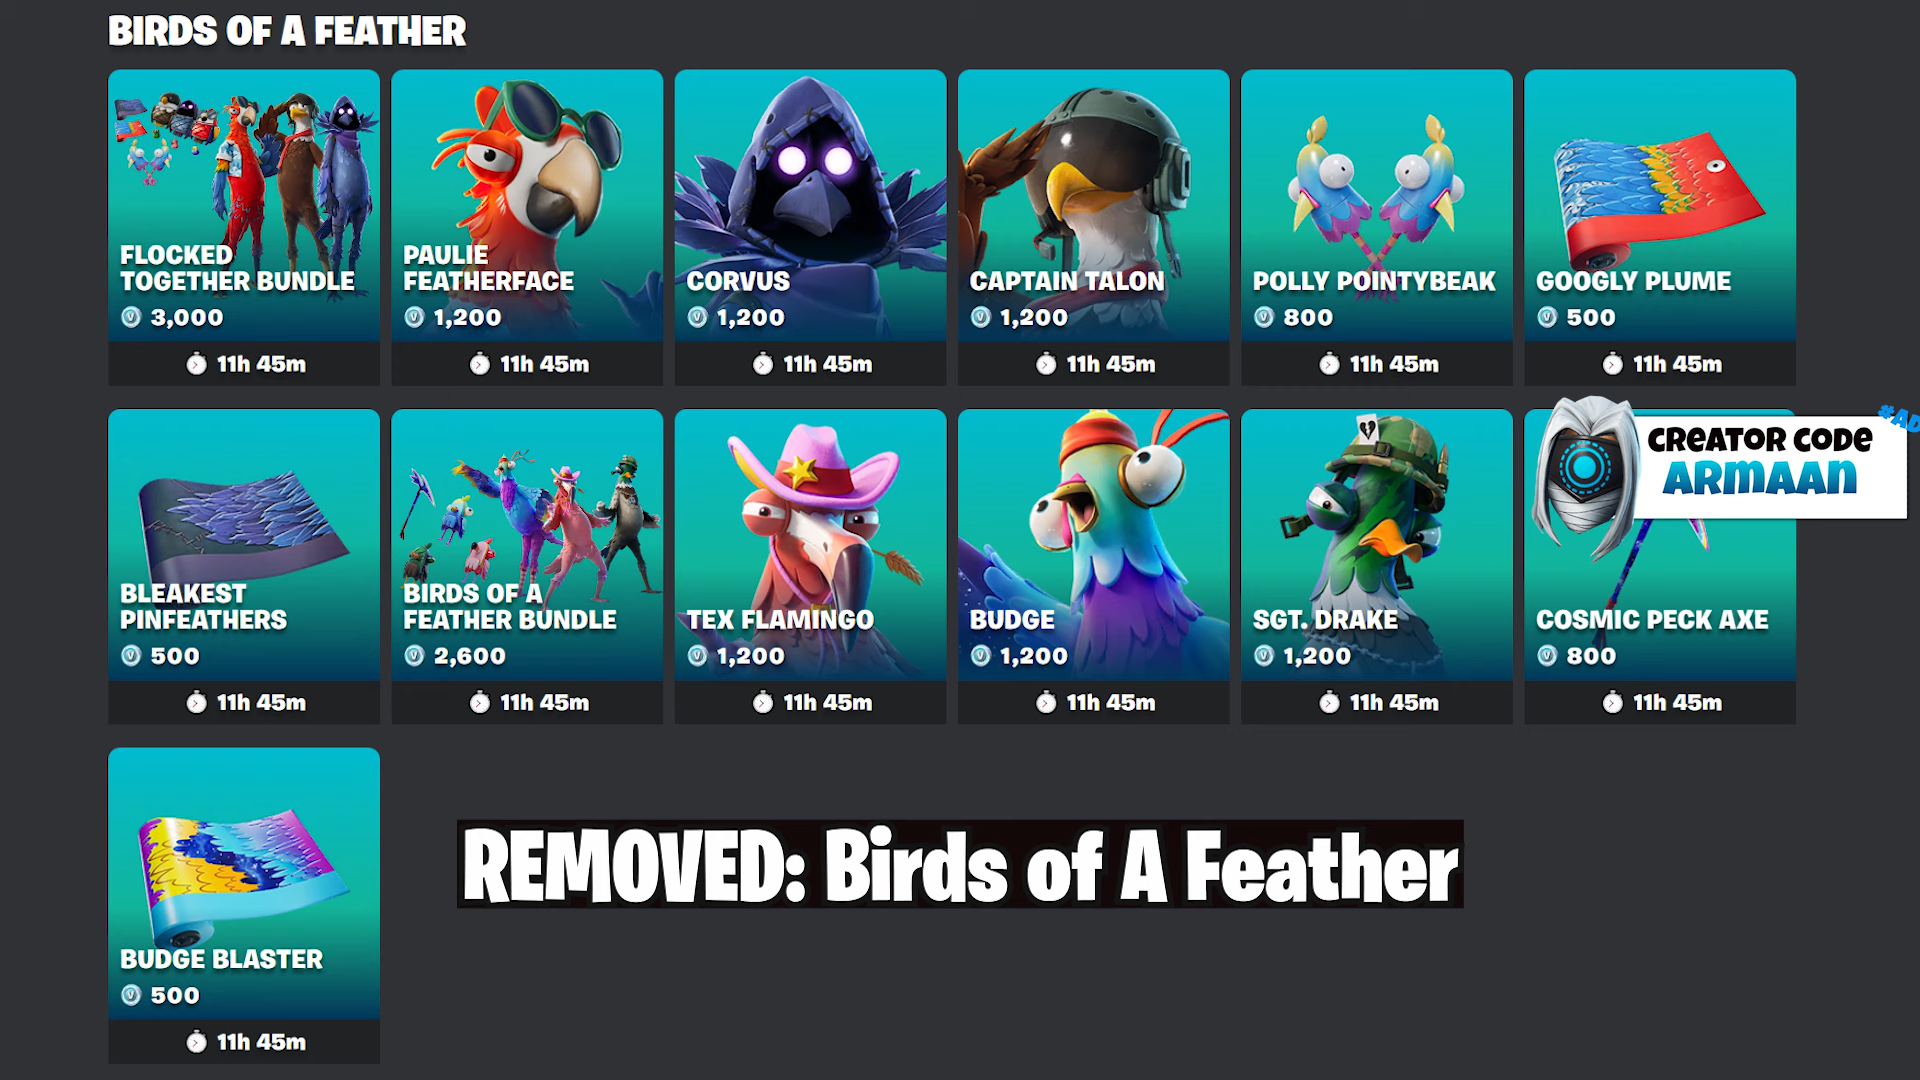 BIRDS OF A FEATHER
FLOCKED
TOGETHER BUNDLE
3,000
11h 45m
PAULIE
FEATHERFACE
1,200
11h 45m
CORVUS
1,200
11h 45m
CAPTAIN TALON
1,200
11h 45m
POLLY POINTYBEAK
800
11h 45m
GOOGLY PLUME
500
11h 45m
BLEAKEST
PINFEATHERS
500
11h 45m
BIRDS OF A
FEATHER BUNDLE
2,600
11h 45m
TEX FLAMINGO
1,200
11h 45m
BUDGE
1,200
11h 45m
SGT. DRAKE
1,200
11h 45m
#AD
CREATOR CODE
ARMAAN
COSMIC PECK AXE
800
11h 45m
BUDGE BLASTER
500
11h 45m
REMOVED: Birds of A Feather